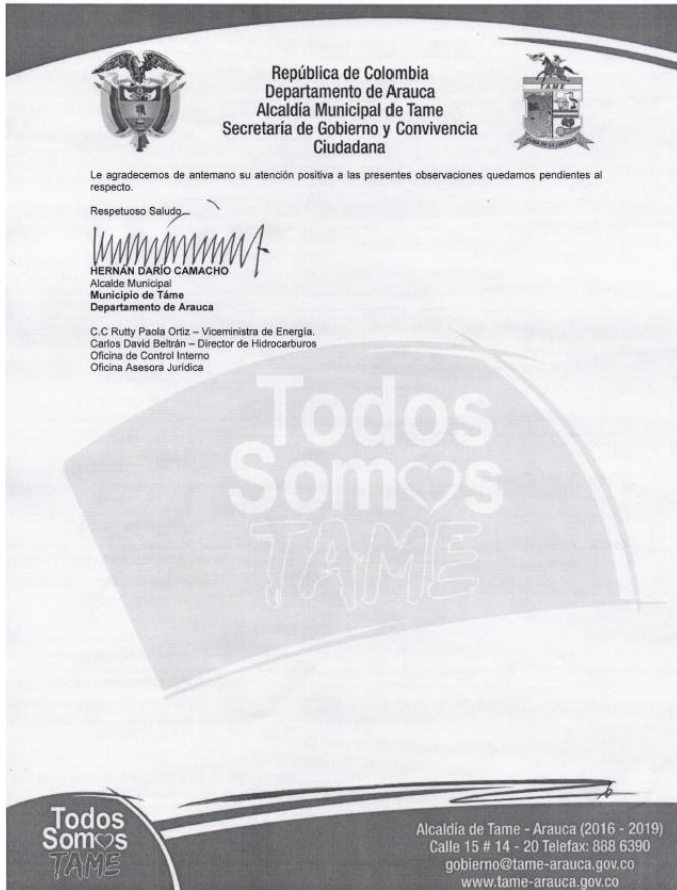 República de Colombia
Departamento de Arauca
Alcaldía Municipal de Tame
Secretaría de Gobierno y Convivencia
Ciudadana
TAME
Le agradecemos de antemano su atención positiva a las presentes observaciones quedamos pendientes al
respecto.
Respetuoso Saludo
HERNÁN DARÍO CAMACHO
Alcalde Municipal
Municipio de Táme
Departamento de Arauca
C.C Rutty Paola Ortiz – Viceministra de Energía.
Carlos David Beltrán – Director de Hidrocarburos
Oficina de Control Interno
Oficina Asesora Jurídica
Todos
Somos
TAME
Todos
Somos
TAME
Alcaldía de Tame - Arauca (2016 - 2019)
Calle 15 # 14 - 20 Telefax: 888 6390
gobierno@tame-arauca.gov.co
www.tame-arauca.gov.co